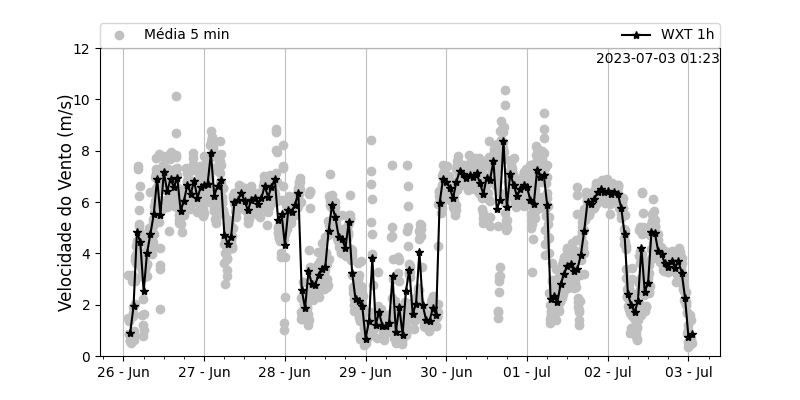 Média 5 min
WXT 1h
2023-07-03 01:23
Velocidade do Vento (m/s)
12
10
8
6
4
2
0
26 - Jun 27 - Jun 28 - Jun 29 - Jun 30 - Jun 01 - Jul 02 - Jul 03 - Jul